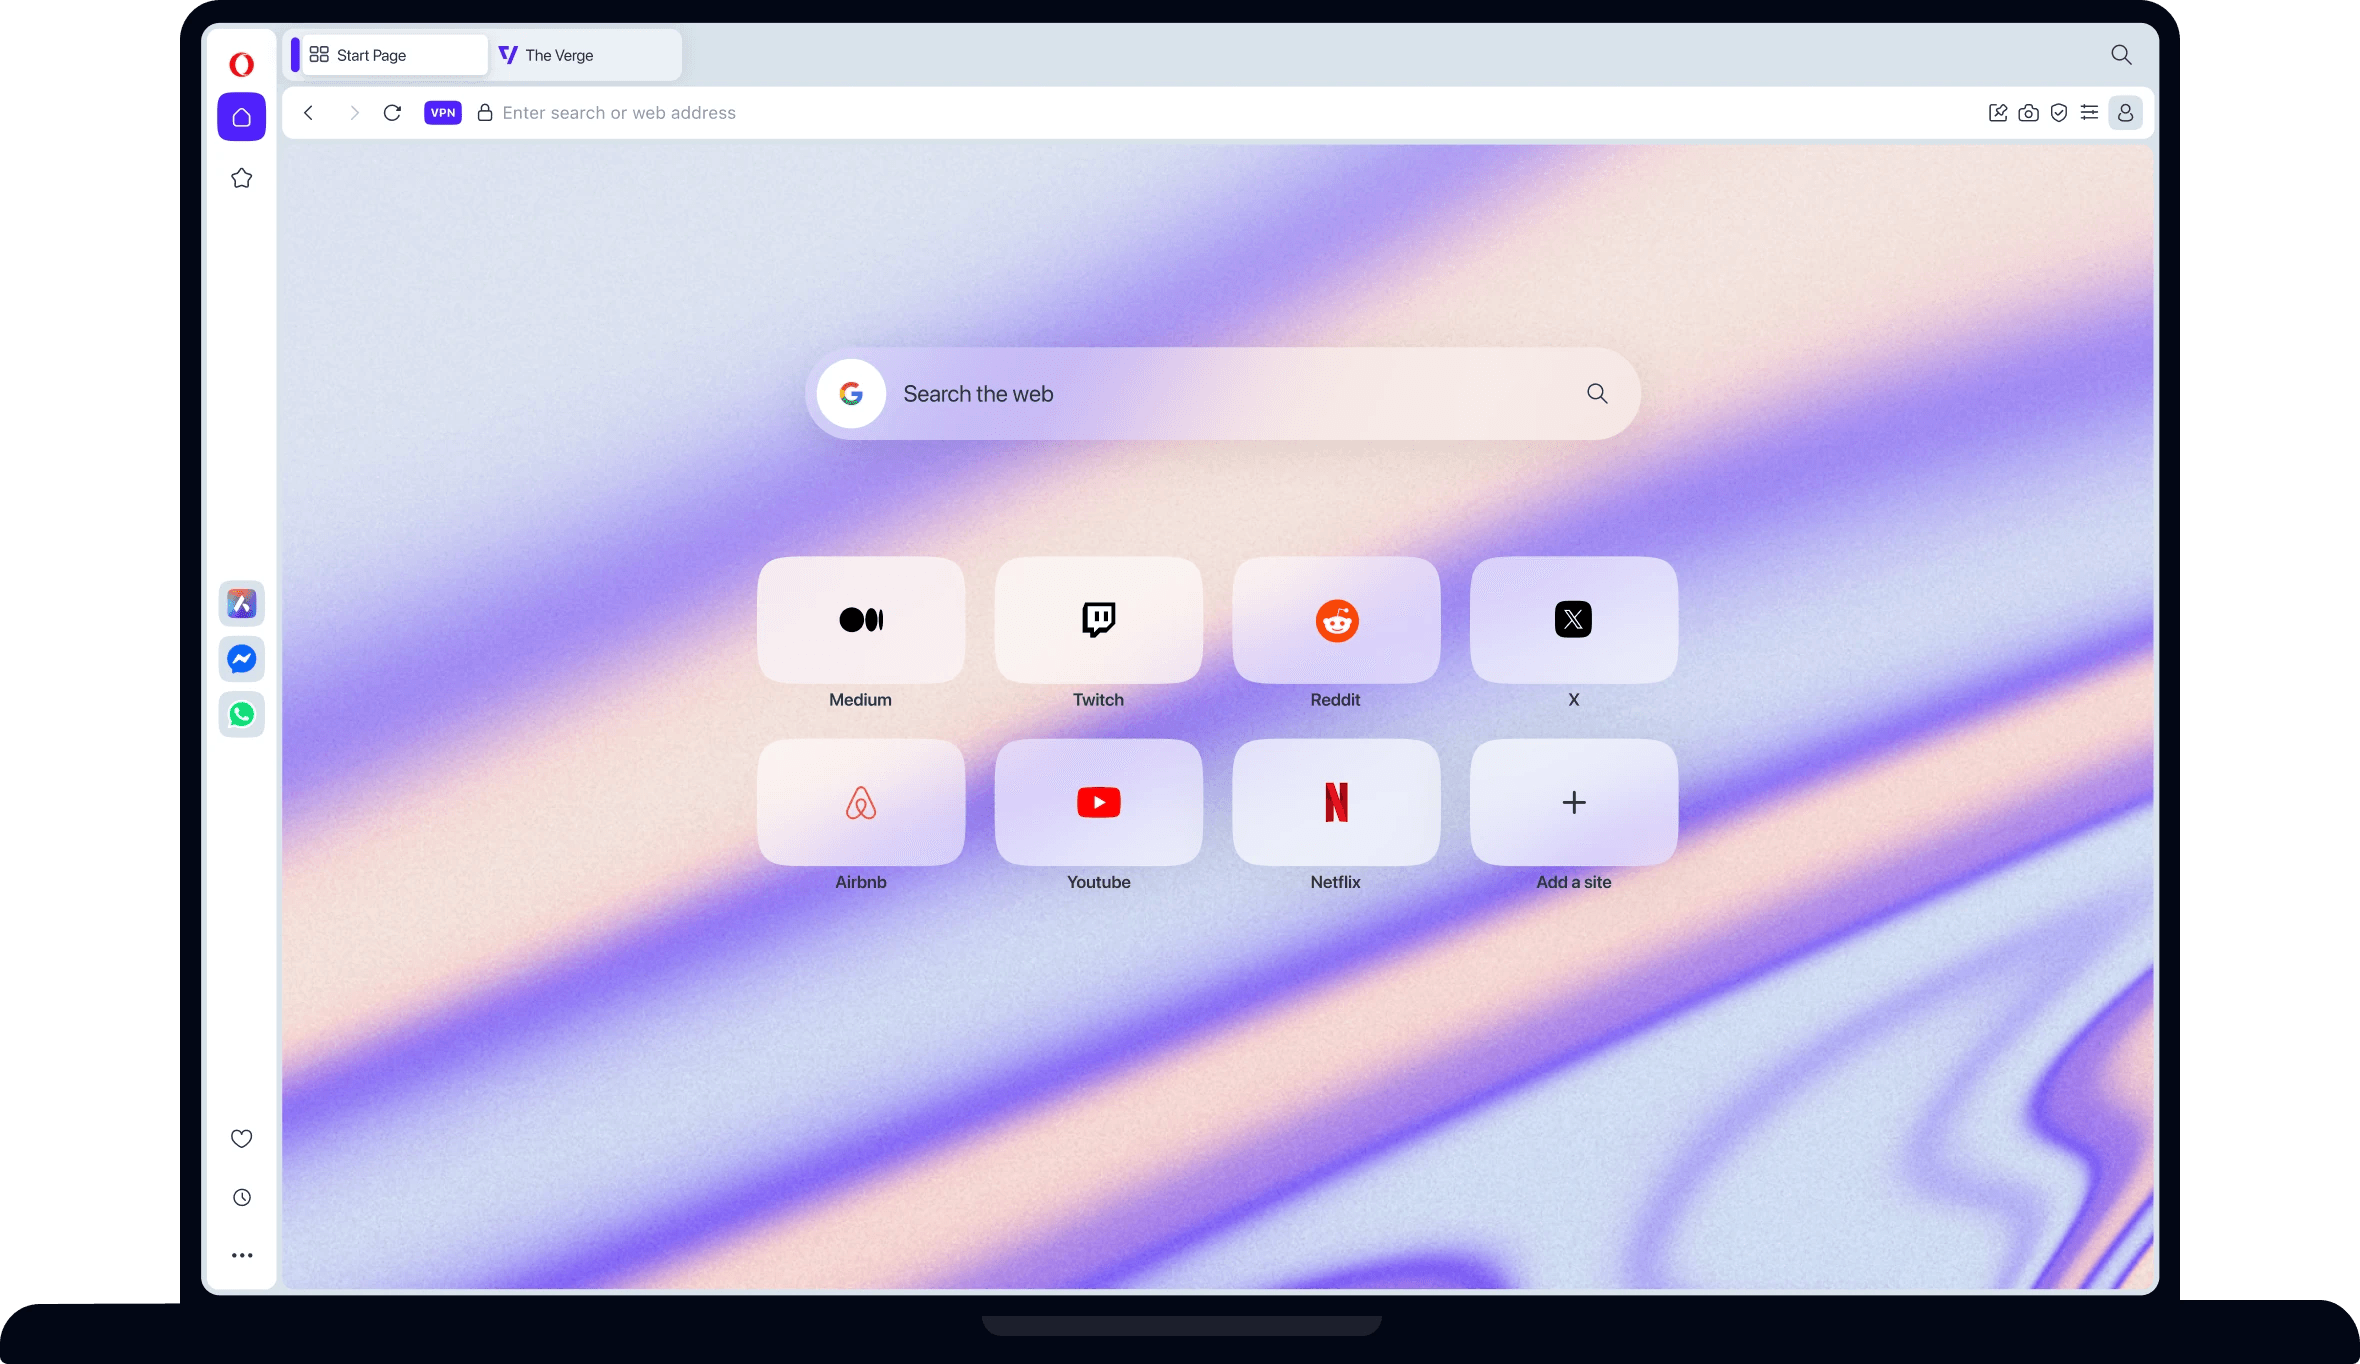 Start Page
The Verge
VPN
Enter search or web address
Search the web
Medium
Twitch
Reddit
X
Airbnb
Youtube
Netflix
Add a site